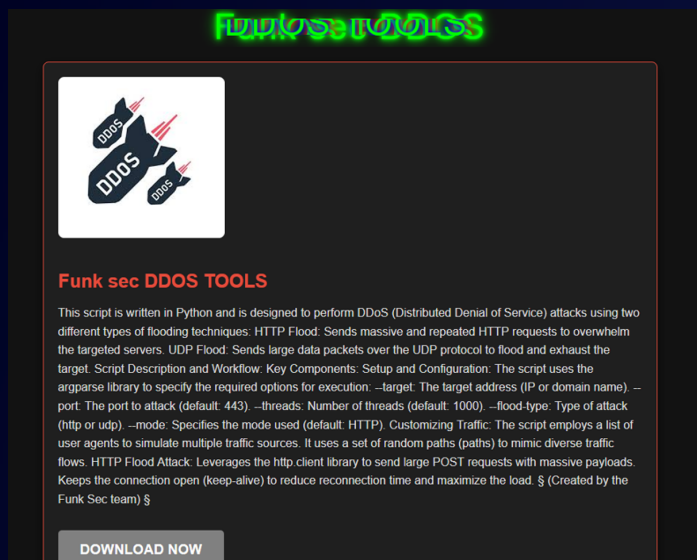 Funk sec DDOS
DDOS TOOLS
DDoS
DDoS
DDoS
Funk sec DDOS TOOLS
This script is written in Python and is designed to perform DDoS (Distributed Denial of Service) attacks using two
different types of flooding techniques: HTTP Flood: Sends massive and repeated HTTP requests to overwhelm
the targeted servers. UDP Flood: Sends large data packets over the UDP protocol to flood and exhaust the
target. Script Description and Workflow: Key Components: Setup and Configuration: The script uses the
argparse library to specify the required options for execution: --target: The target address (IP or domain name). --
port: The port to attack (default: 443). --threads: Number of threads (default: 1000). --flood-type: Type of attack
(http or udp). --mode: Specifies the mode used (default: HTTP). Customizing Traffic: The script employs a list of
user agents to simulate multiple traffic sources. It uses a set of random paths (paths) to mimic diverse traffic
flows. HTTP Flood Attack: Leverages the http.client library to send large POST requests with massive payloads.
Keeps the connection open (keep-alive) to reduce reconnection time and maximize the load. § (Created by the
Funk Sec team) §
DOWNLOAD NOW